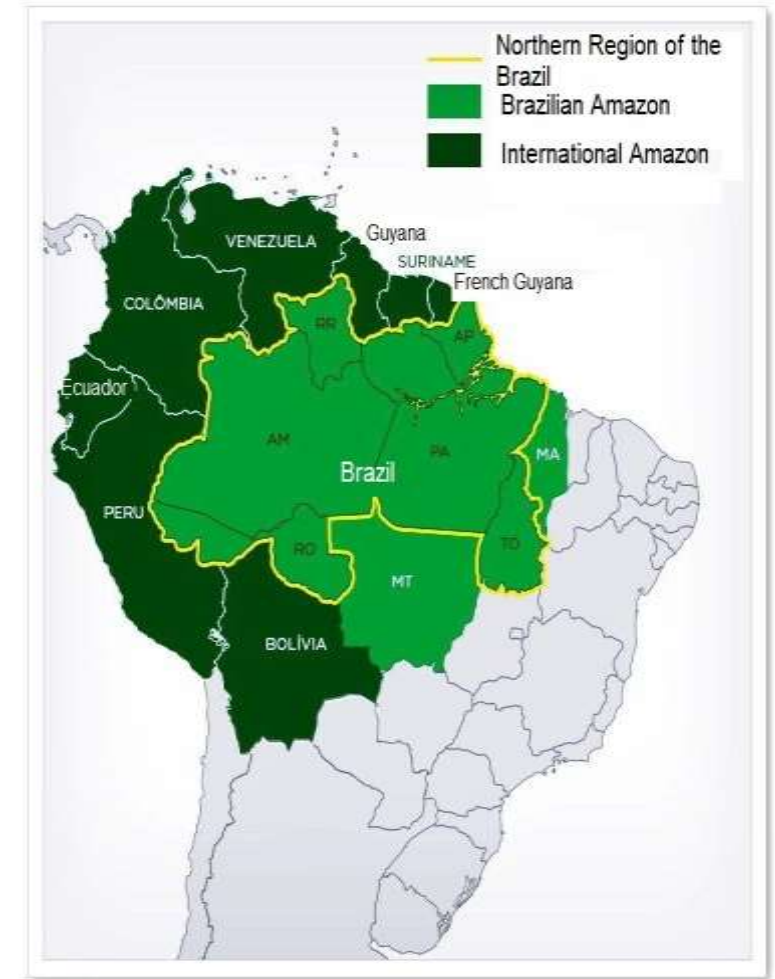 Northern Region of the
Brazil
Brazilian Amazon
International Amazon
VENEZUELA
Guyana
SURINAME
French Guyana
COLÔMBIA
RR
AP
Ecuador
AM
PA
MA
Brazil
PERU
RO
TO
MT
BOLÍVIA